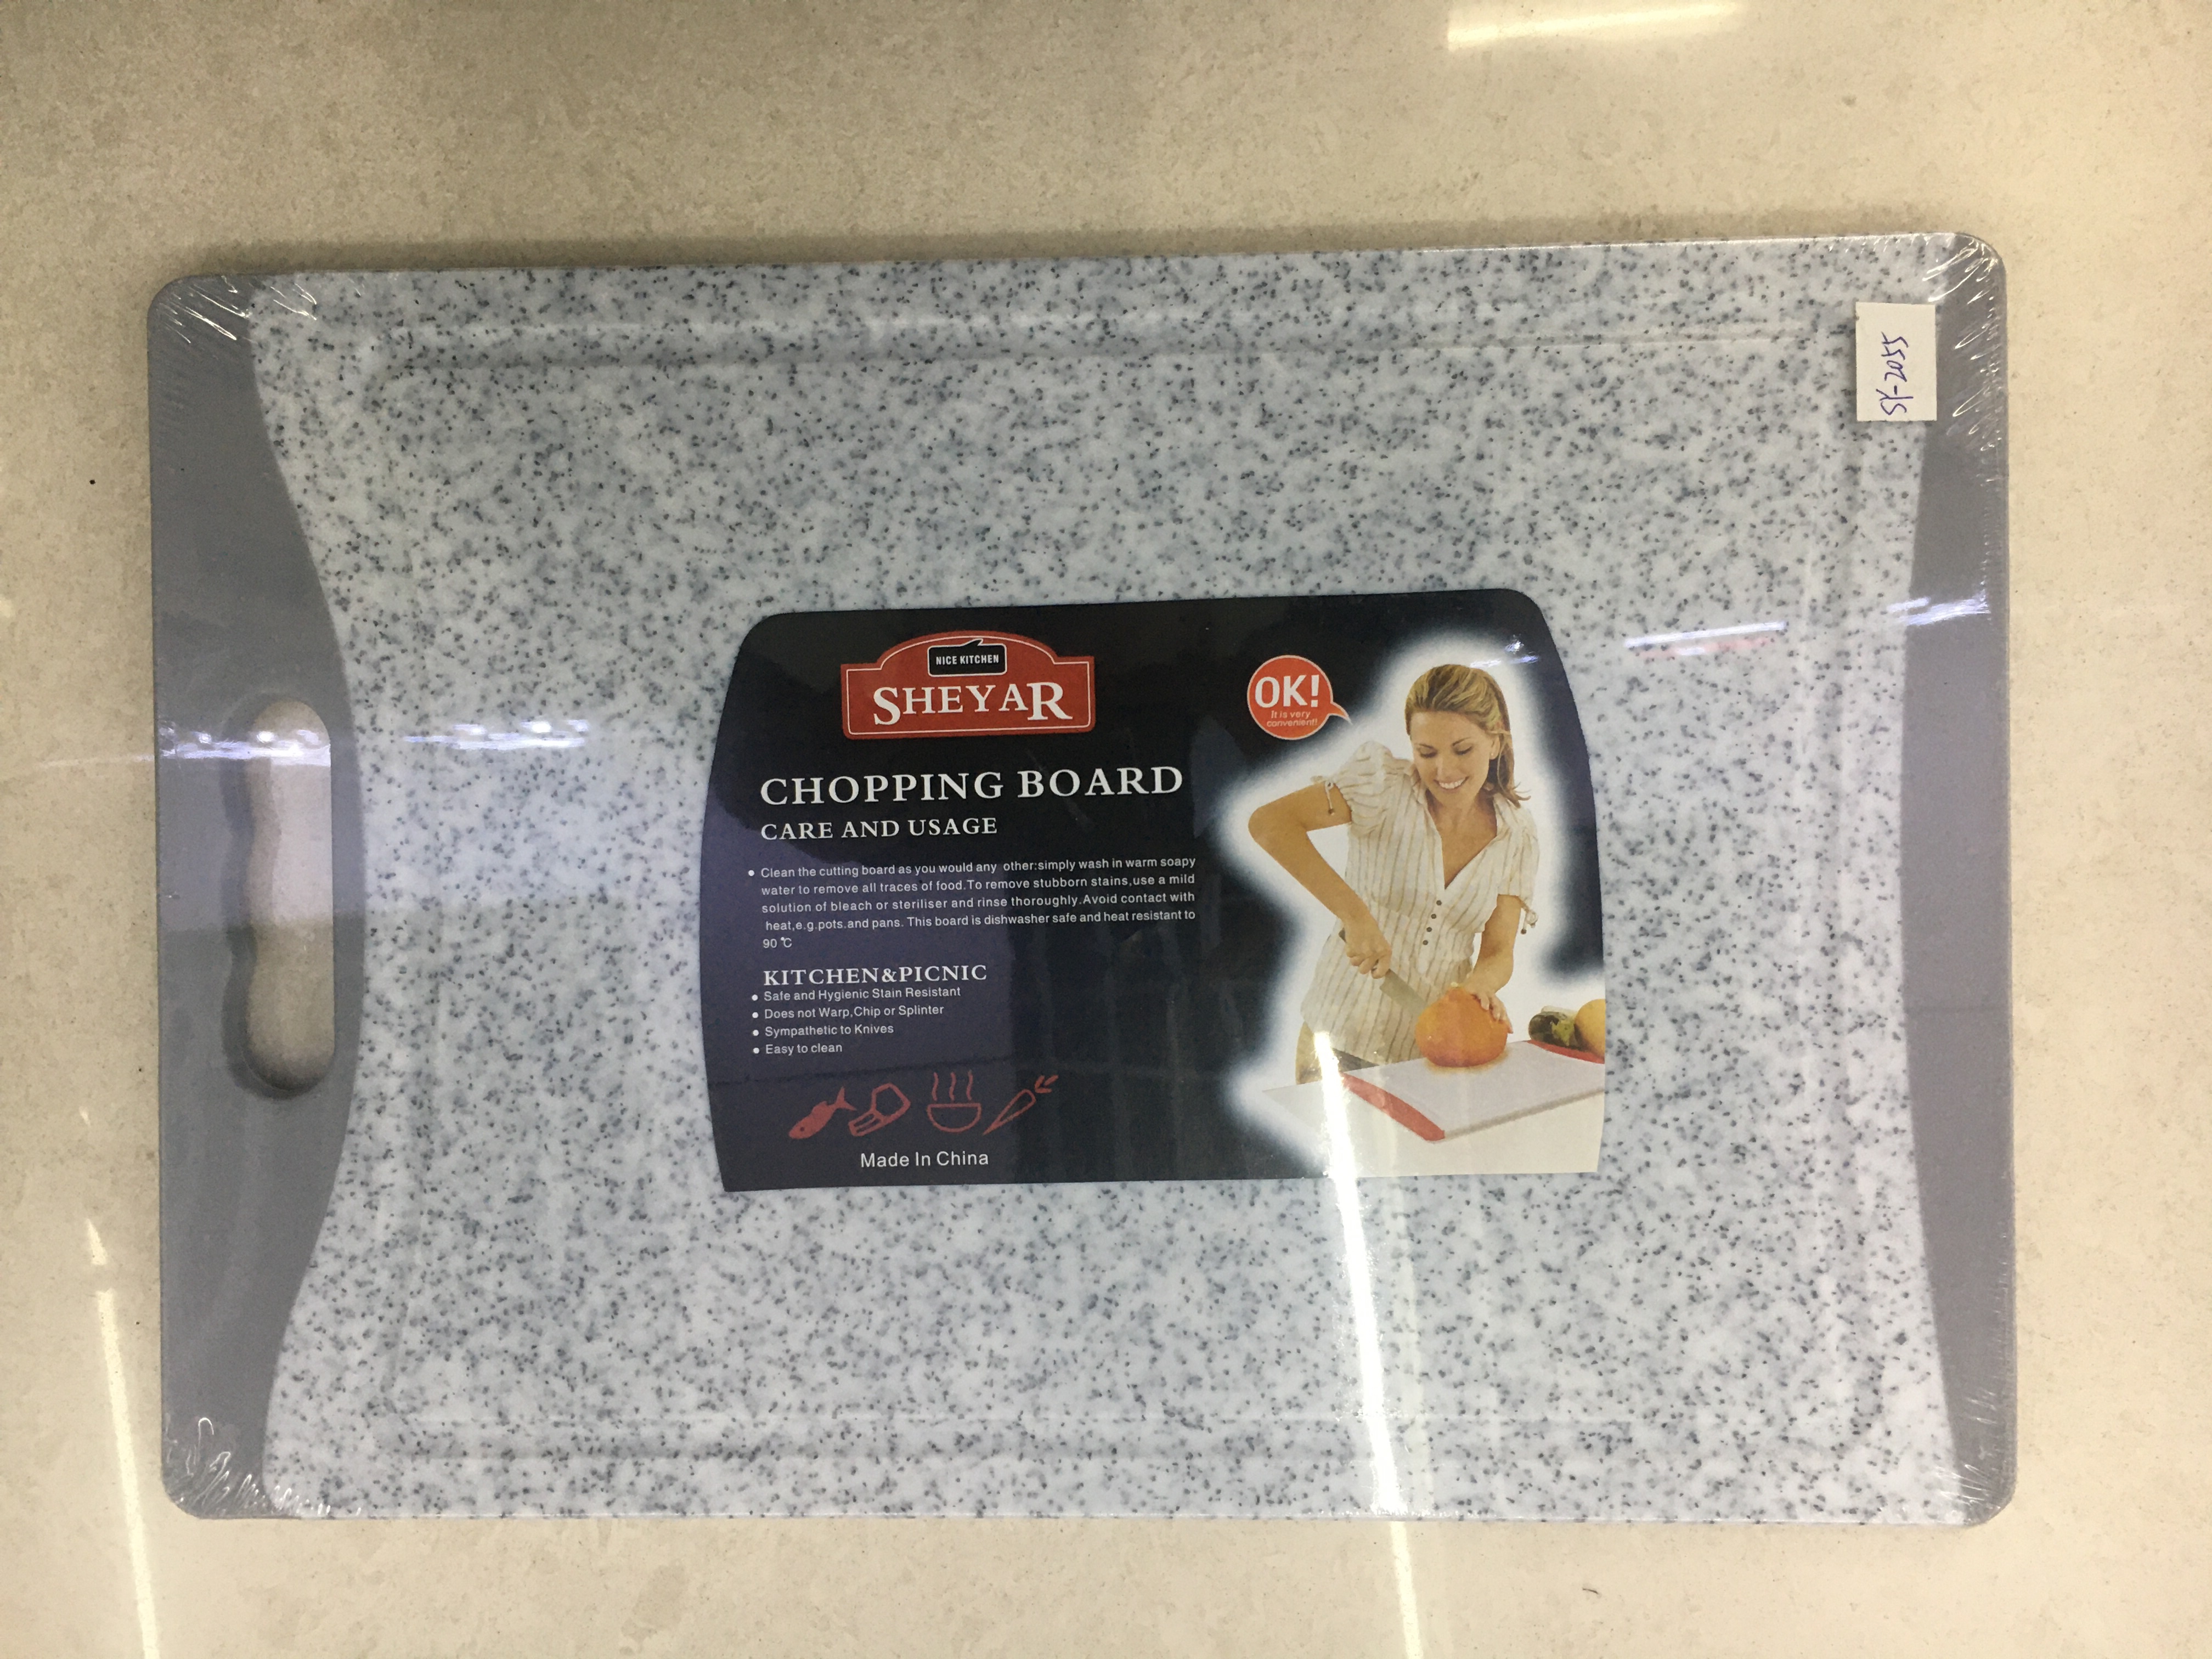 SY-2055
NICE KITCHEN
SHEYAR
OK!
It is very
convenient!
CHOPPING BOARD
CARE AND USAGE
• Clean the cutting board as you would any other:simply wash in warm soapy
water to remove all traces of food.To remove stubborn stains,use a mild
solution of bleach or steriliser and rinse thoroughly.Avoid contact with
heat,e.g.pots.and pans. This board is dishwasher safe and heat resistant to
90 ℃
KITCHEN&PICNIC
• Safe and Hygienic Stain Resistant
• Does not Warp,Chip or Splinter
• Sympathetic to Knives
• Easy to clean
Made In China